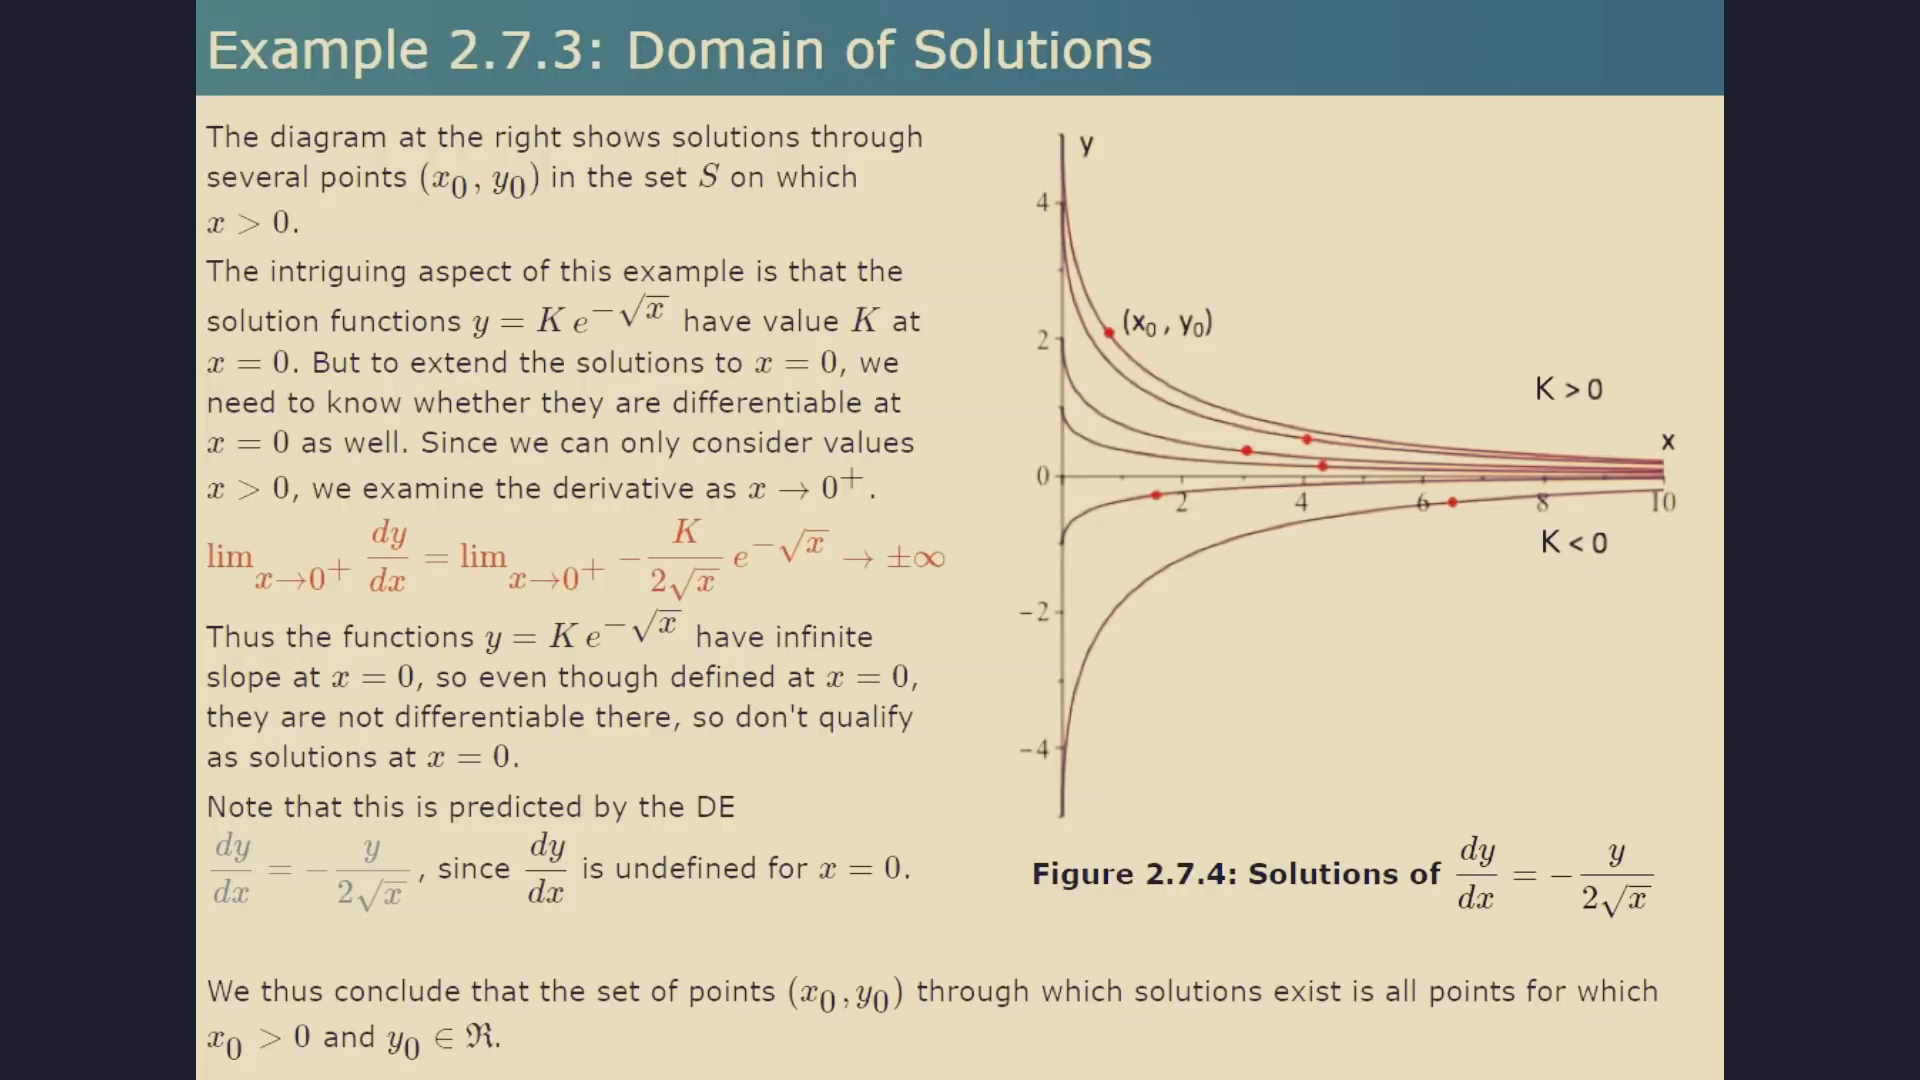 Example 2.7.3: Domain of Solutions
The diagram at the right shows solutions through
several points (x₀, y₀) in the set S on which
x > 0.
The intriguing aspect of this example is that the
solution functions y = K e^{−√x} have value K at
x = 0. But to extend the solutions to x = 0, we
need to know whether they are differentiable at
x = 0 as well. Since we can only consider values
x > 0, we examine the derivative as x → 0⁺.
lim_{x→0⁺} dy/dx = lim_{x→0⁺} −K/(2√x) e^{−√x} → ±∞
Thus the functions y = K e^{−√x} have infinite
slope at x = 0, so even though defined at x = 0,
they are not differentiable there, so don't qualify
as solutions at x = 0.
Note that this is predicted by the DE
dy/dx = −y/(2√x), since dy/dx is undefined for x = 0.
y
4
(x₀, y₀)
2
K > 0
x
0
2 4 6 8 10
K < 0
−2
−4
Figure 2.7.4: Solutions of dy/dx = −y/(2√x)
We thus conclude that the set of points (x₀, y₀) through which solutions exist is all points for which
x₀ > 0 and y₀ ∈ ℜ.